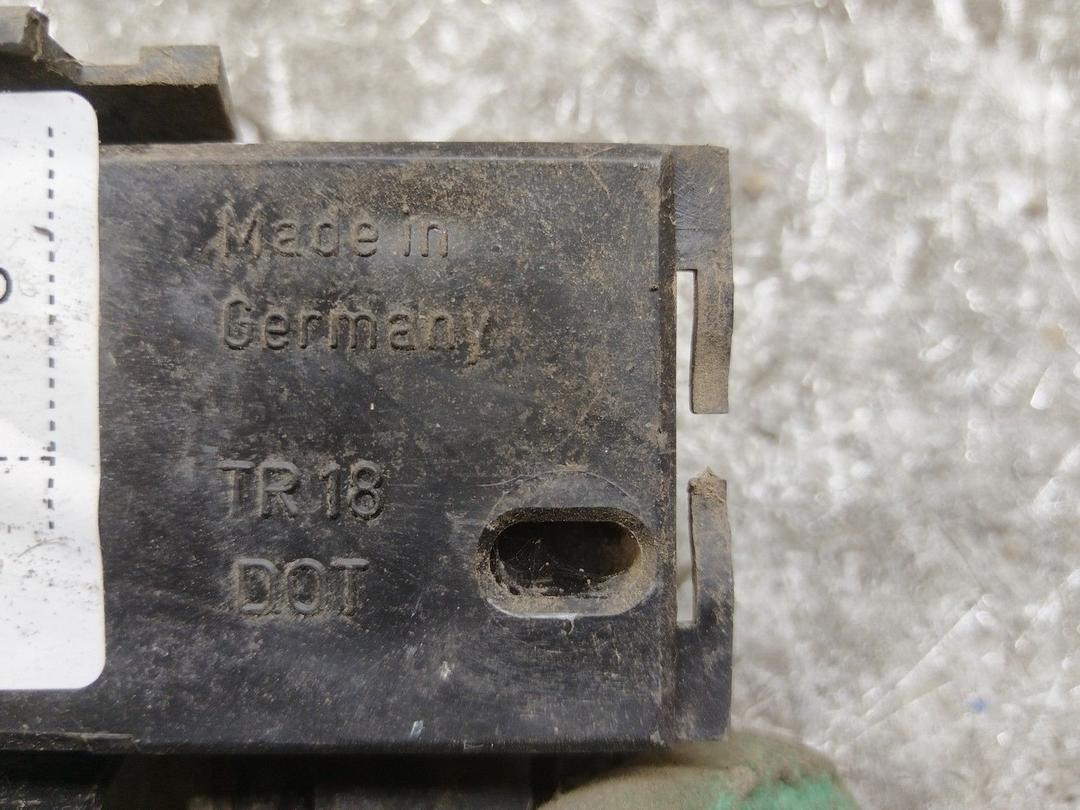 Made in
Germany
TR 18
DOT